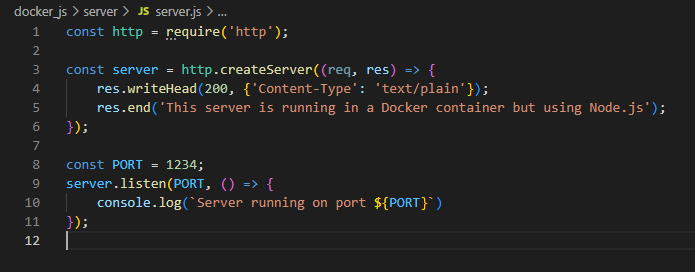 docker_js > server > JS server.js > ...
1 const http = require('http');
2
3 const server = http.createServer((req, res) => {
4     res.writeHead(200, {'Content-Type': 'text/plain'});
5     res.end('This server is running in a Docker container but using Node.js');
6 });
7
8 const PORT = 1234;
9 server.listen(PORT, () => {
10     console.log(`Server running on port ${PORT}`)
11 });
12